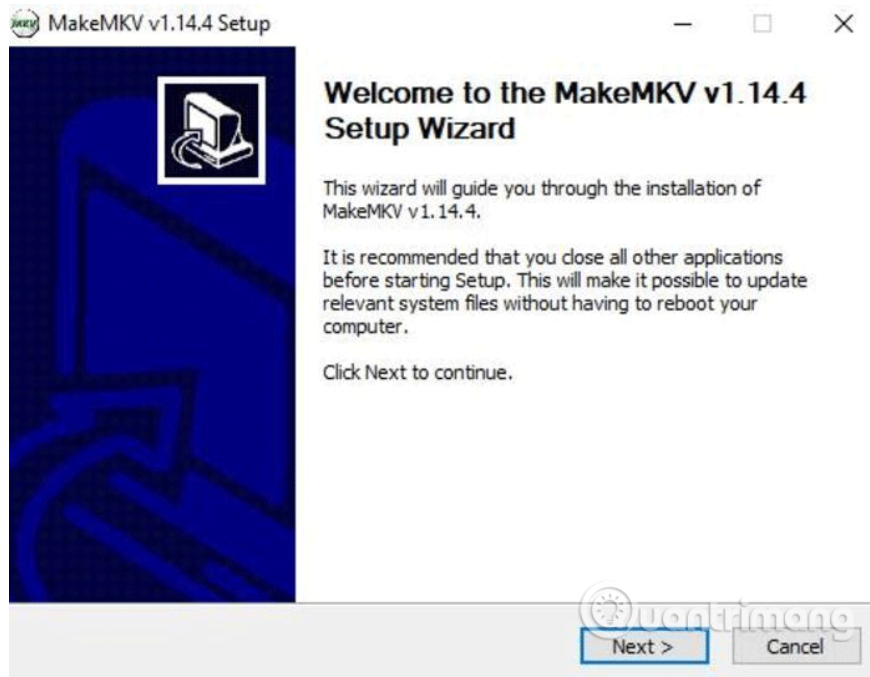 MakeMKV v1.14.4 Setup
Welcome to the MakeMKV v1.14.4
Setup Wizard
This wizard will guide you through the installation of
MakeMKV v1.14.4.
It is recommended that you close all other applications
before starting Setup. This will make it possible to update
relevant system files without having to reboot your
computer.
Click Next to continue.
Quantrimang
Next >
Cancel